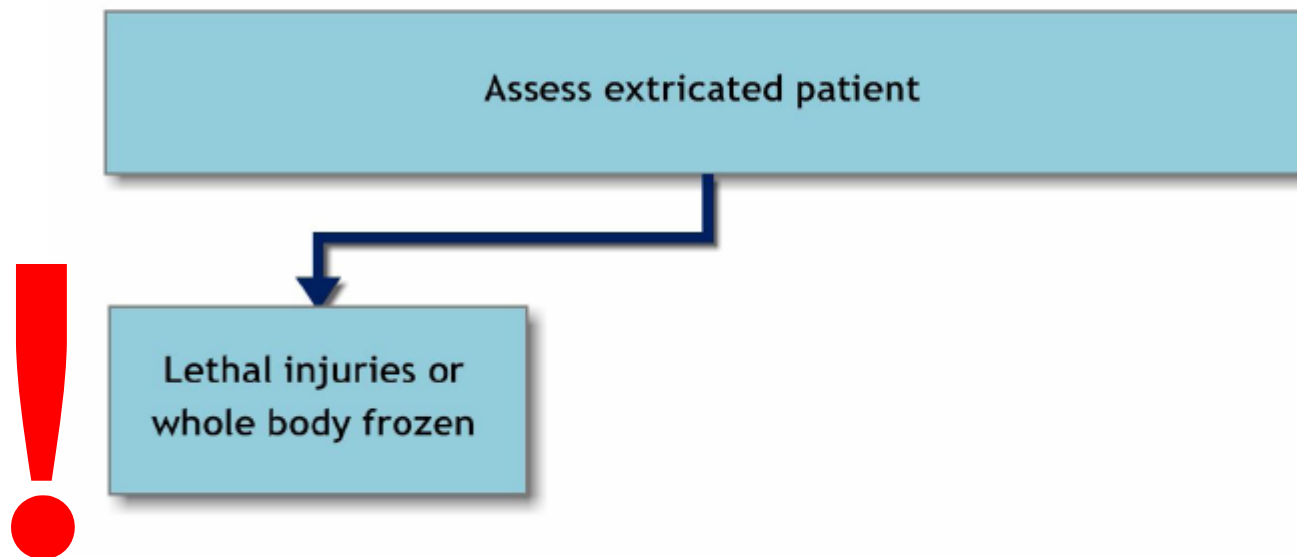 Assess extricated patient
!
Lethal injuries or
whole body frozen